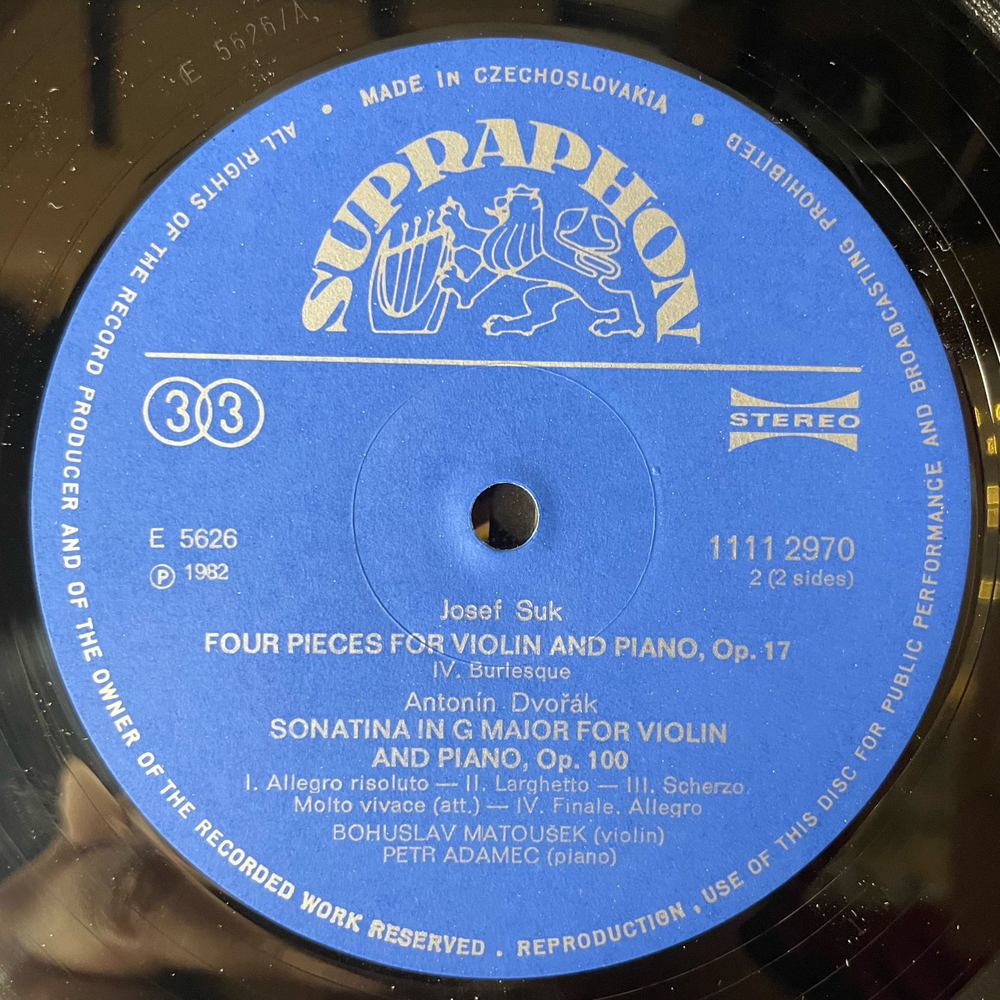 E 5626/A.
MADE IN CZECHOSLOVAKIA
ALL RIGHTS OF THE RECORD PRODUCER AND OF THE OWNER OF THE RECORDED WORK RESERVED . REPRODUCTION , USE OF THIS DISC FOR PUBLIC PERFORMANCE AND BROADCASTING PROHIBITED
SUPRAPHON
33
STEREO
E 5626
1111 2970
℗ 1982
2 (2 sides)
Josef Suk
FOUR PIECES FOR VIOLIN AND PIANO, Op. 17
IV. Burlesque
Antonín Dvořák
SONATINA IN G MAJOR FOR VIOLIN
AND PIANO, Op. 100
I. Allegro risoluto — II. Larghetto — III. Scherzo.
Molto vivace (att.) — IV. Finale. Allegro
BOHUSLAV MATOUŠEK (violin)
PETR ADAMEC (piano)